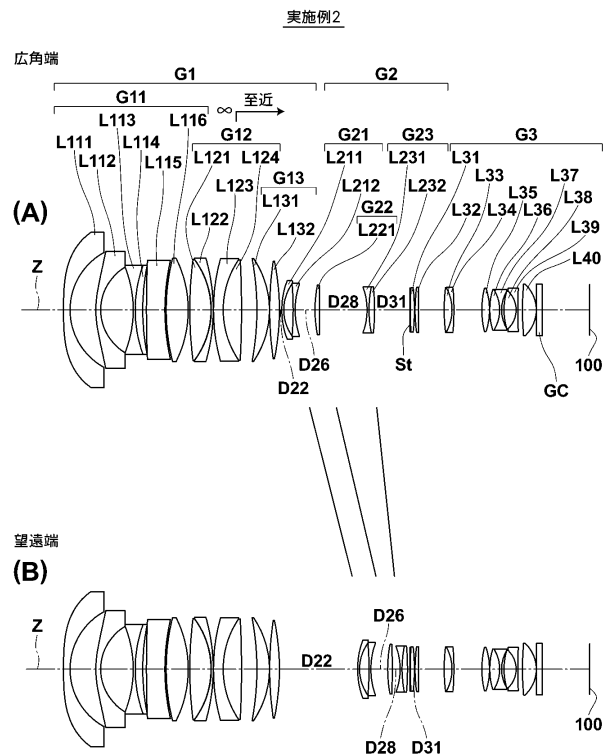 実施例2
広角端
G1 G2
G11 ∞ 至近
L113 L116 G12 G21 G23 G3
L111 L114 L121 L124 L211 L231 L31 L37
L112 L115 L123 G13 L212 L232 L33 L35 L38
L131 G22 L32 L34 L36 L39
(A) L122 L132 L221 L40
Z D28 D31
D26 St 100
D22 GC
望遠端
(B)
Z D22 D26
D28 D31 100